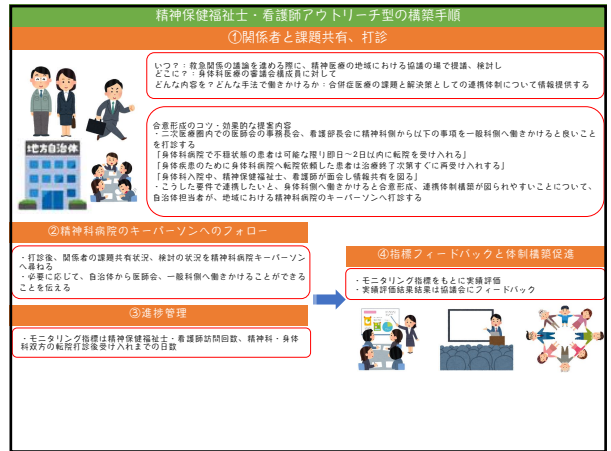 精神保健福祉士・看護師アウトリーチ型の構築手順
①関係者と課題共有、打診
いつ？：救急関係の議論を進める際に、精神医療の地域における協議の場で提議、検討し
どこに？：身体科医療の審議会構成員に対して
どんな内容を？どんな手法で働きかけるか：合併症医療の課題と解決策としての連携体制について情報提供する
合意形成のコツ・効果的な提案内容
・二次医療圏内での医師会の事務長会、看護部長会に精神科側から以下の事項を一般科側へ働きかけると良いこと
を打診する
「身体科病院で不穏状態の患者は可能な限り即日～2日以内に転院を受け入れる」
「身体疾患のために身体科病院へ転院依頼した患者は治療終了次第すぐに再受け入れする」
「身体科入院中、精神保健福祉士、看護師が面会し情報共有を図る」
・こうした要件で連携したいと、身体科側へ働きかけると合意形成、連携体制構築が図られやすいことについて、
自治体担当者が、地域における精神科病院のキーパーソンへ打診する
地方自治体
②精神科病院のキーパーソンへのフォロー
・打診後、関係者の課題共有状況、検討の状況を精神科病院キーパーソン
へ尋ねる
・必要に応じて、自治体から医師会、一般科側へ働きかけることができる
ことを伝える
③進捗管理
・モニタリング指標は精神保健福祉士・看護師訪問回数、精神科・身体
科双方の転院打診後受け入れまでの日数
④指標フィードバックと体制構築促進
・モニタリング指標をもとに実績評価
・実績評価結果結果は協議会にフィードバック